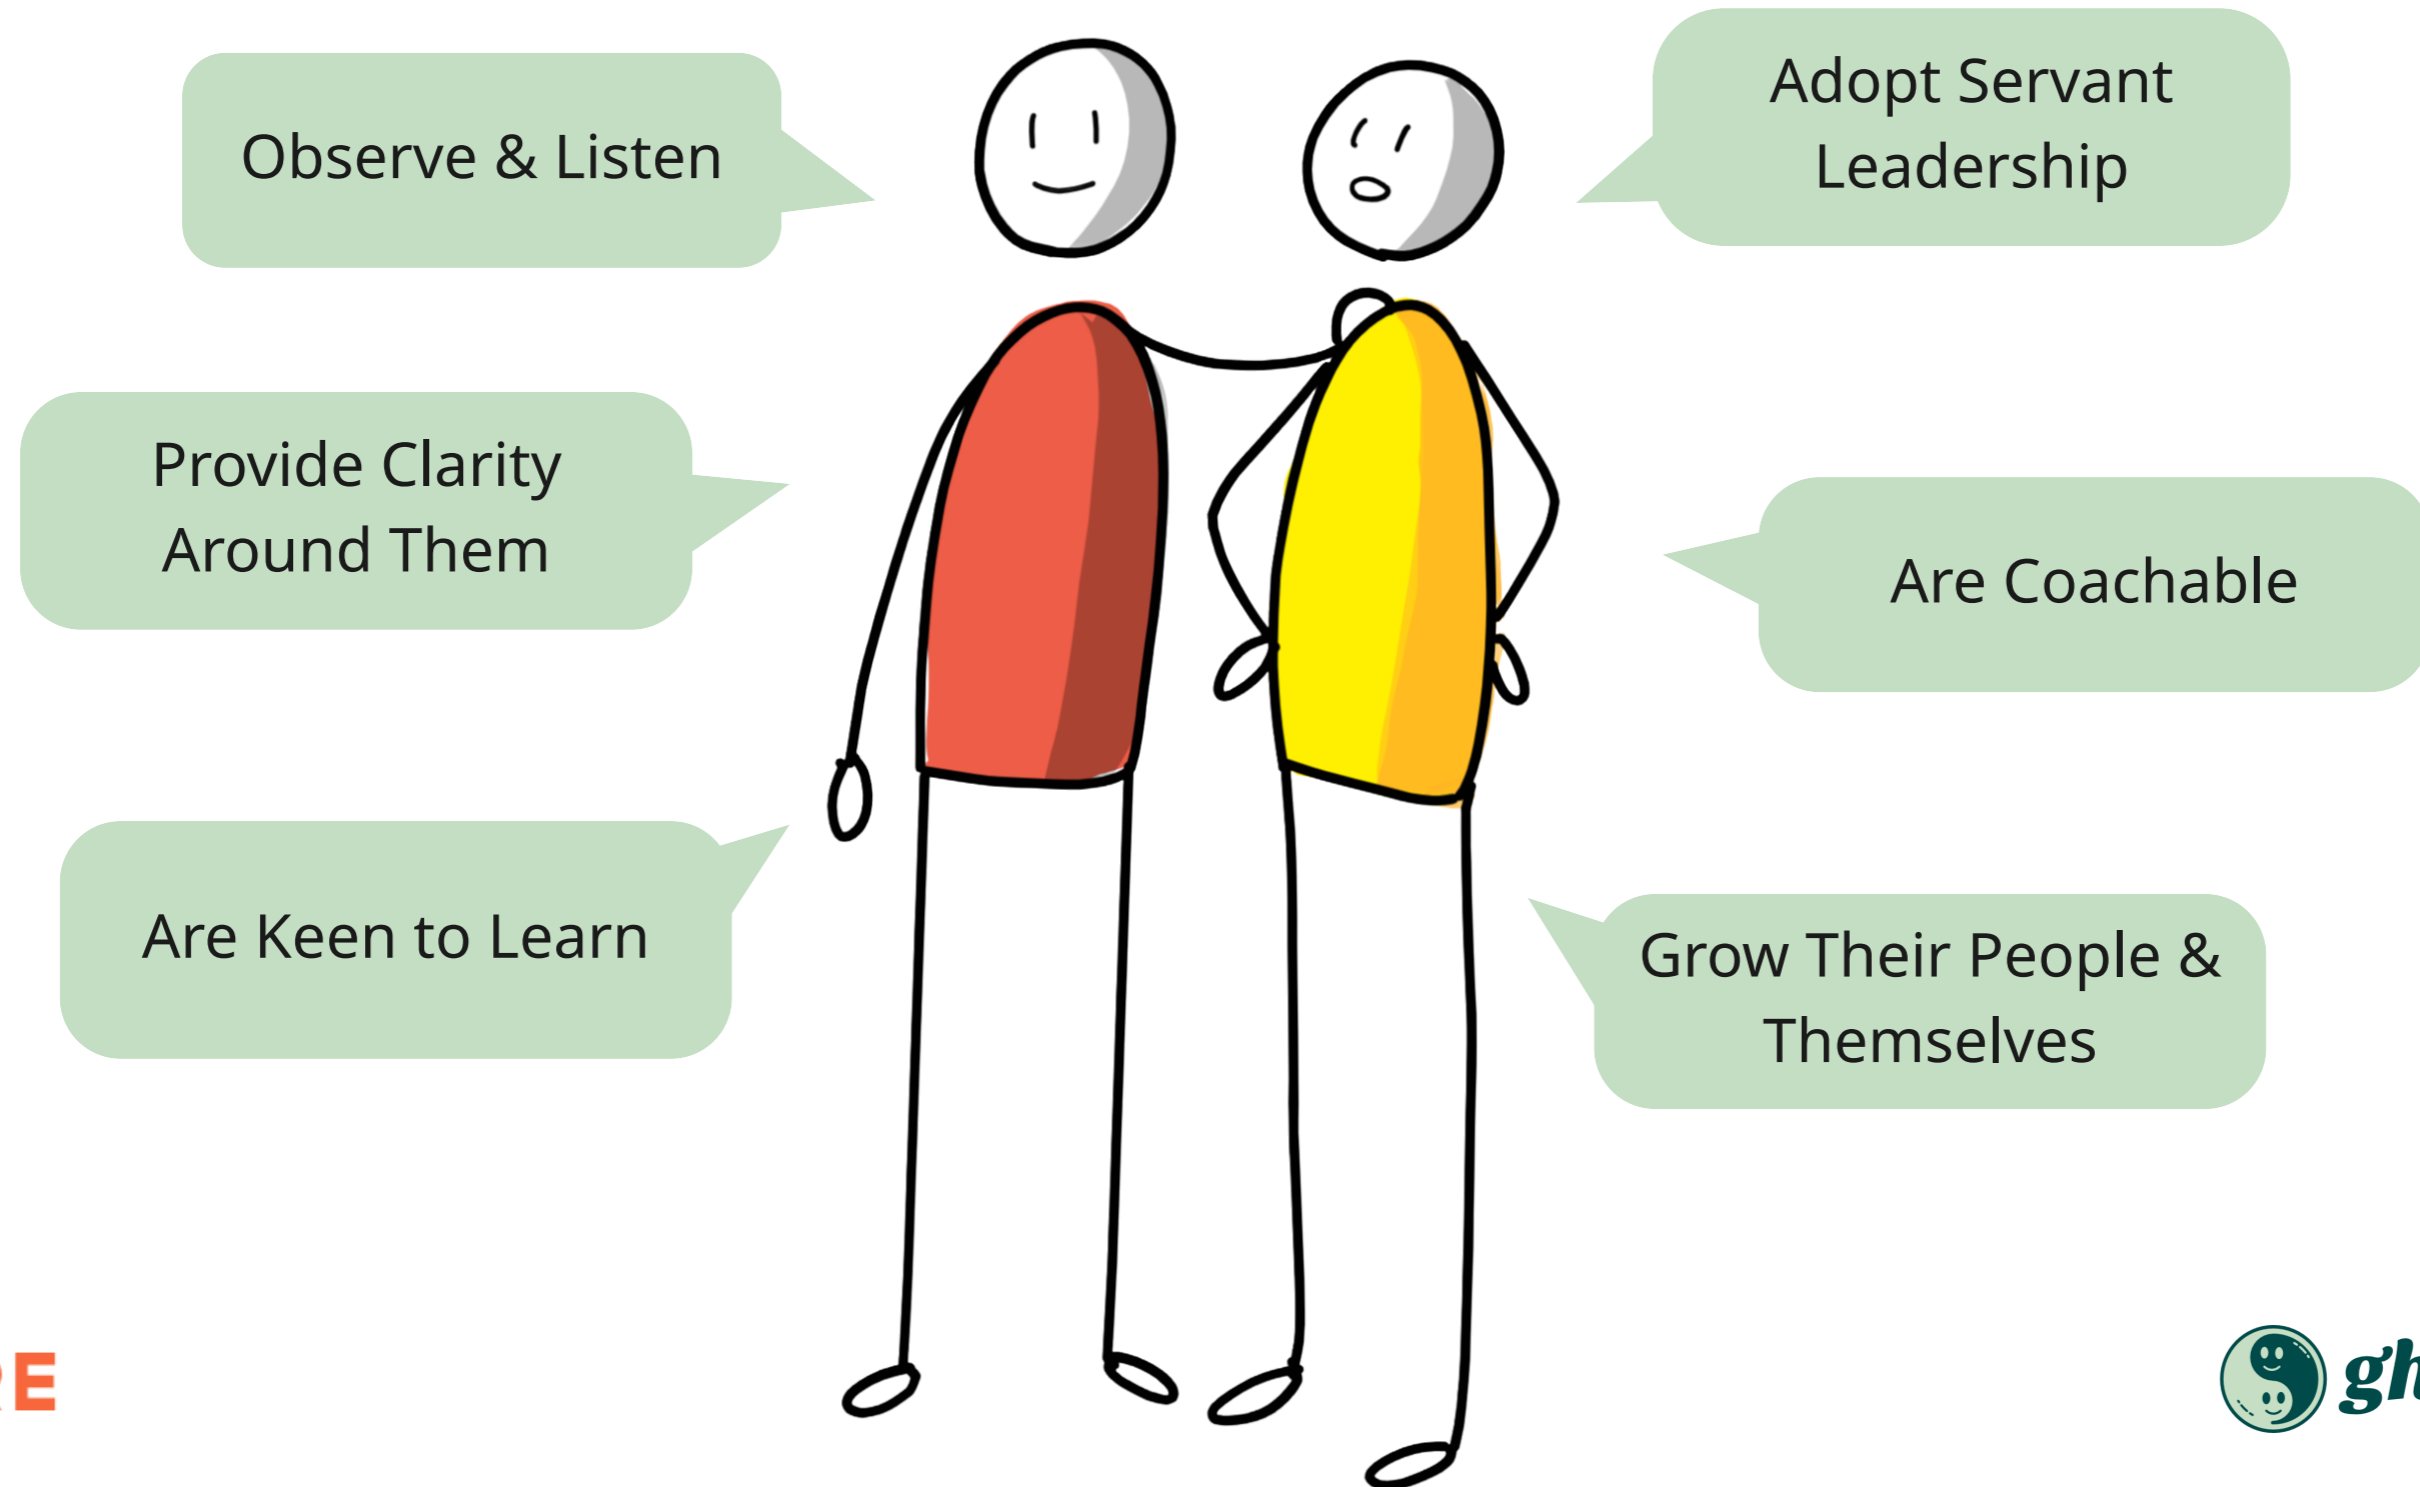 Observe & Listen
Adopt Servant
Leadership
Provide Clarity
Around Them
Are Coachable
Are Keen to Learn
Grow Their People &
Themselves